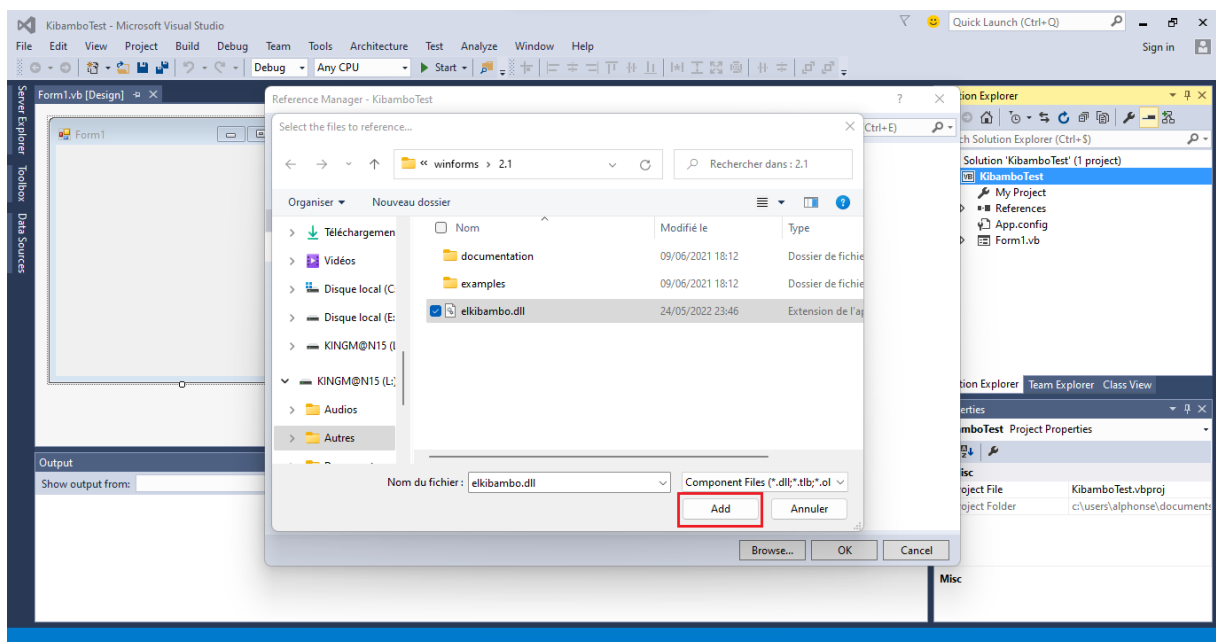 KibamboTest - Microsoft Visual Studio
Quick Launch (Ctrl+Q)
File Edit View Project Build Debug Team Tools Architecture Test Analyze Window Help
Sign in
Debug Any CPU Start
Server Explorer
Toolbox
Data Sources
Form1.vb [Design]
Form1
Reference Manager - KibamboTest
Ctrl+E)
Select the files to reference...
winforms > 2.1
Rechercher dans : 2.1
Organiser Nouveau dossier
Nom Modifié le Type
Téléchargemen
Vidéos
Disque local (C
Disque local (E:
KINGM@N15 (
KINGM@N15 (L:)
Audios
Autres
documentation 09/06/2021 18:12 Dossier de fichie
examples 09/06/2021 18:12 Dossier de fichie
elkibambo.dll 24/05/2022 23:46 Extension de l'ap
Nom du fichier : elkibambo.dll
Component Files (*.dll;*.tlb;*.ol
Add Annuler
Browse... OK Cancel
Output
Show output from:
tion Explorer
ch Solution Explorer (Ctrl+$)
Solution 'KibamboTest' (1 project)
VB KibamboTest
My Project
References
App.config
Form1.vb
tion Explorer Team Explorer Class View
erties
mboTest Project Properties
isc
oject File KibamboTest.vbproj
oject Folder c:\users\alphonse\documents
Misc